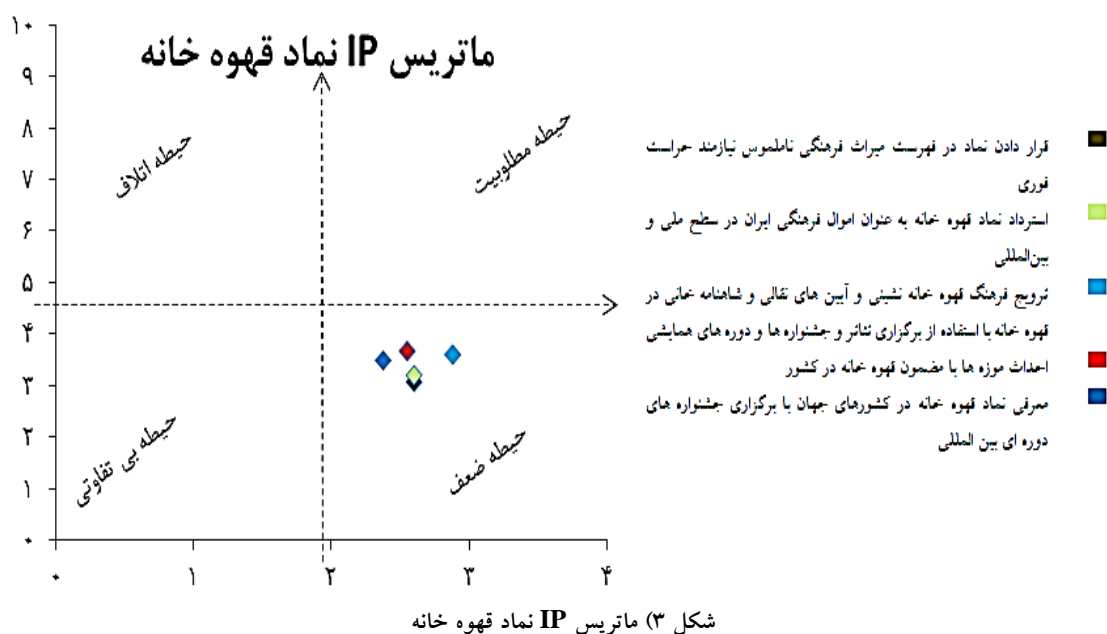 ماتریس IP نماد قهوه خانه
۱۰
۹
۸
۷
۶
۵
۴
۳
۲
۱
۰
۰ ۱ ۲ ۳ ۴
حیطه اتلاف
حیطه مطلوبیت
حیطه بی تفاوتی
حیطه ضعف
قرار دادن نماد در فهرست میراث فرهنگی ناملموس نیازمند حراست
فوری
استرداد نماد قهوه خانه به عنوان اموال فرهنگی ایران در سطح ملی و
بین‌المللی
ترویج فرهنگ قهوه خانه نشینی و آیین های نقالی و شاهنامه خانی در
قهوه خانه با استفاده از برگزاری تئاتر و جشنواره ها و دوره های همایشی
احداث موزه ها با مضمون قهوه خانه در کشور
معرفی نماد قهوه خانه در کشورهای جهان با برگزاری جشنواره های
دوره ای بین المللی
شکل ۳) ماتریس IP نماد قهوه خانه